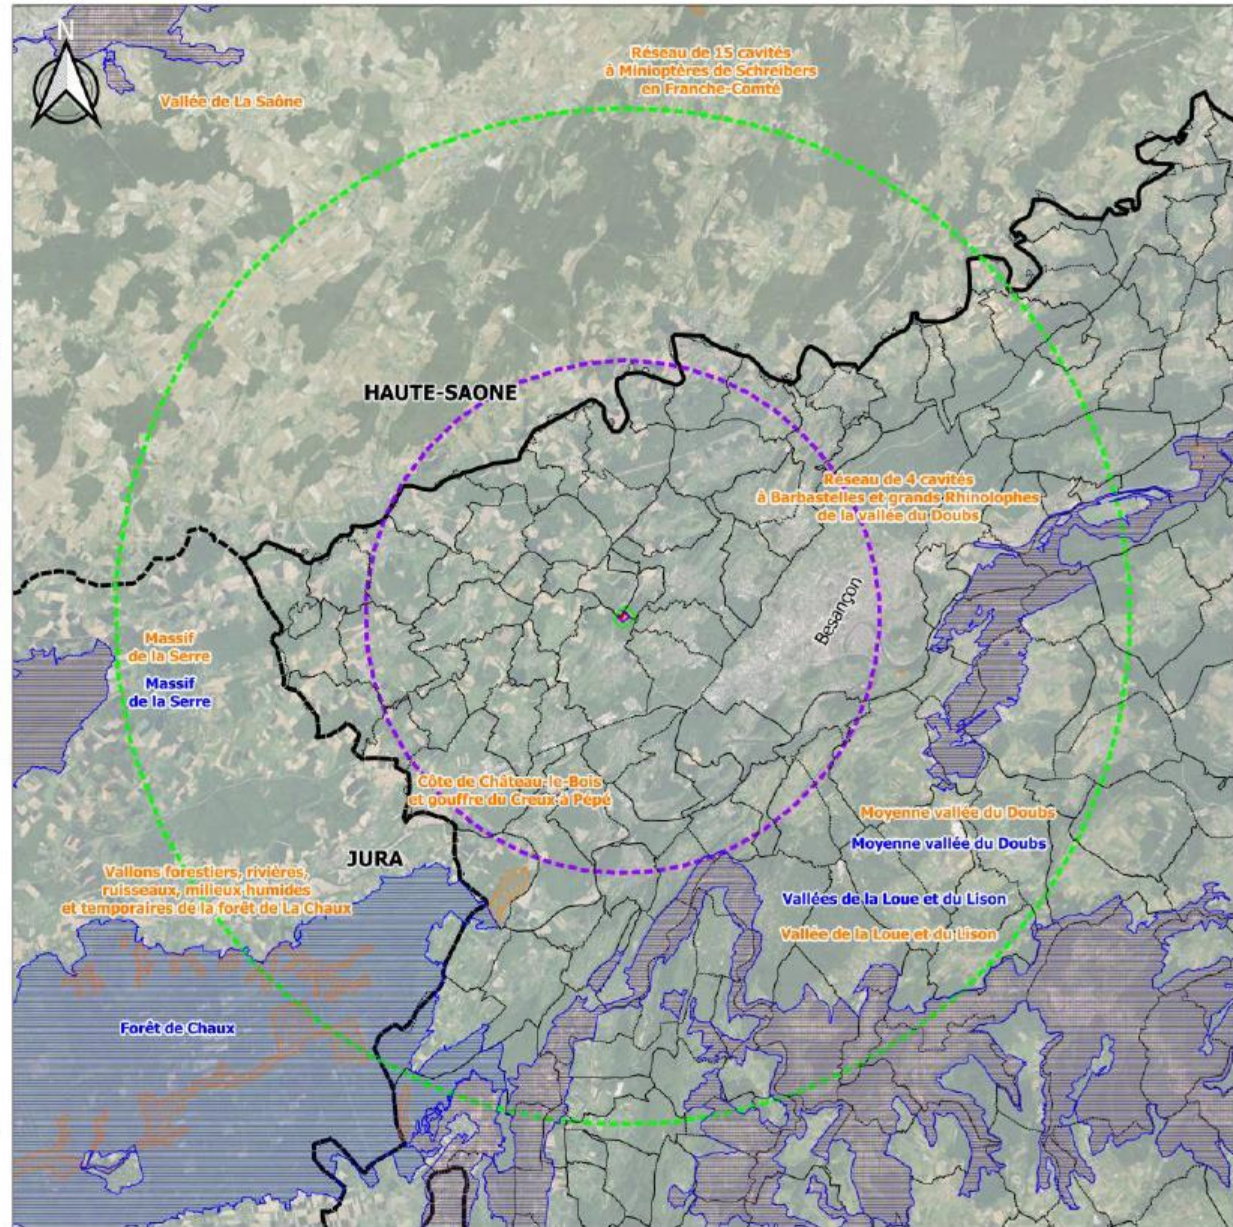 N
Réseau de 15 cavités
à Minioptères de Schreibers
en Franche-Comté
Vallée de La Saône
HAUTE-SAONE
Réseau de 4 cavités
à Barbastelles et grands Rhinolophes
de la vallée du Doubs
Besançon
Massif
de la Serre
Massif
de la Serre
Côte de Château-le-Bois
et gouffre du Creux à Pépé
Moyenne vallée du Doubs
Moyenne vallée du Doubs
JURA
Vallons forestiers, rivières,
ruisseaux, milieux humides
et temporaires de la forêt de La Chaux
Vallées de la Loue et du Lison
Vallée de la Loue et du Lison
Forêt de Chaux